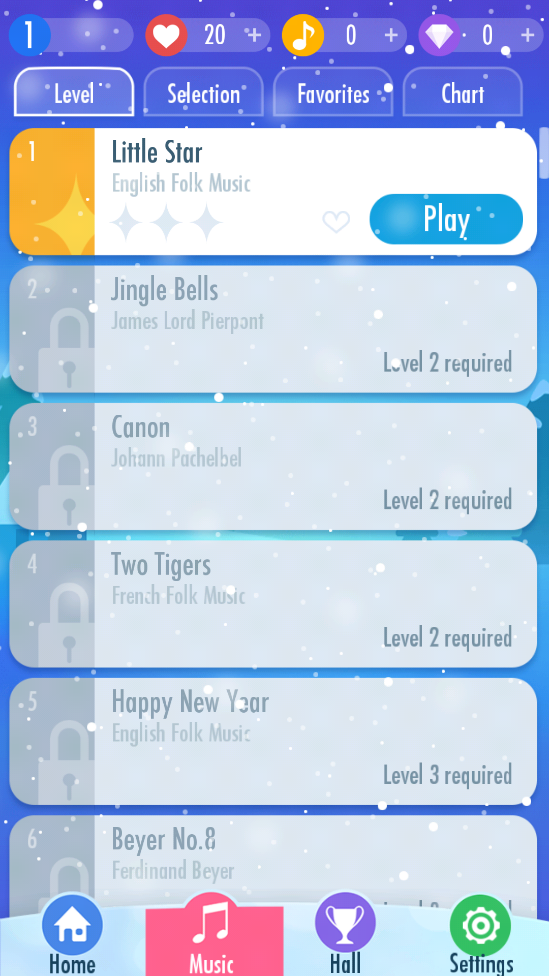 1 20 + 0 + 0 +
Level Selection Favorites Chart
1
Little Star
English Folk Music
Play
2
Jingle Bells
James Lord Pierpont
Level 2 required
3
Canon
Johann Pachelbel
Level 2 required
4
Two Tigers
French Folk Music
Level 2 required
5
Happy New Year
English Folk Music
Level 3 required
6
Beyer No.8
Ferdinand Beyer
Home Music Hall Settings